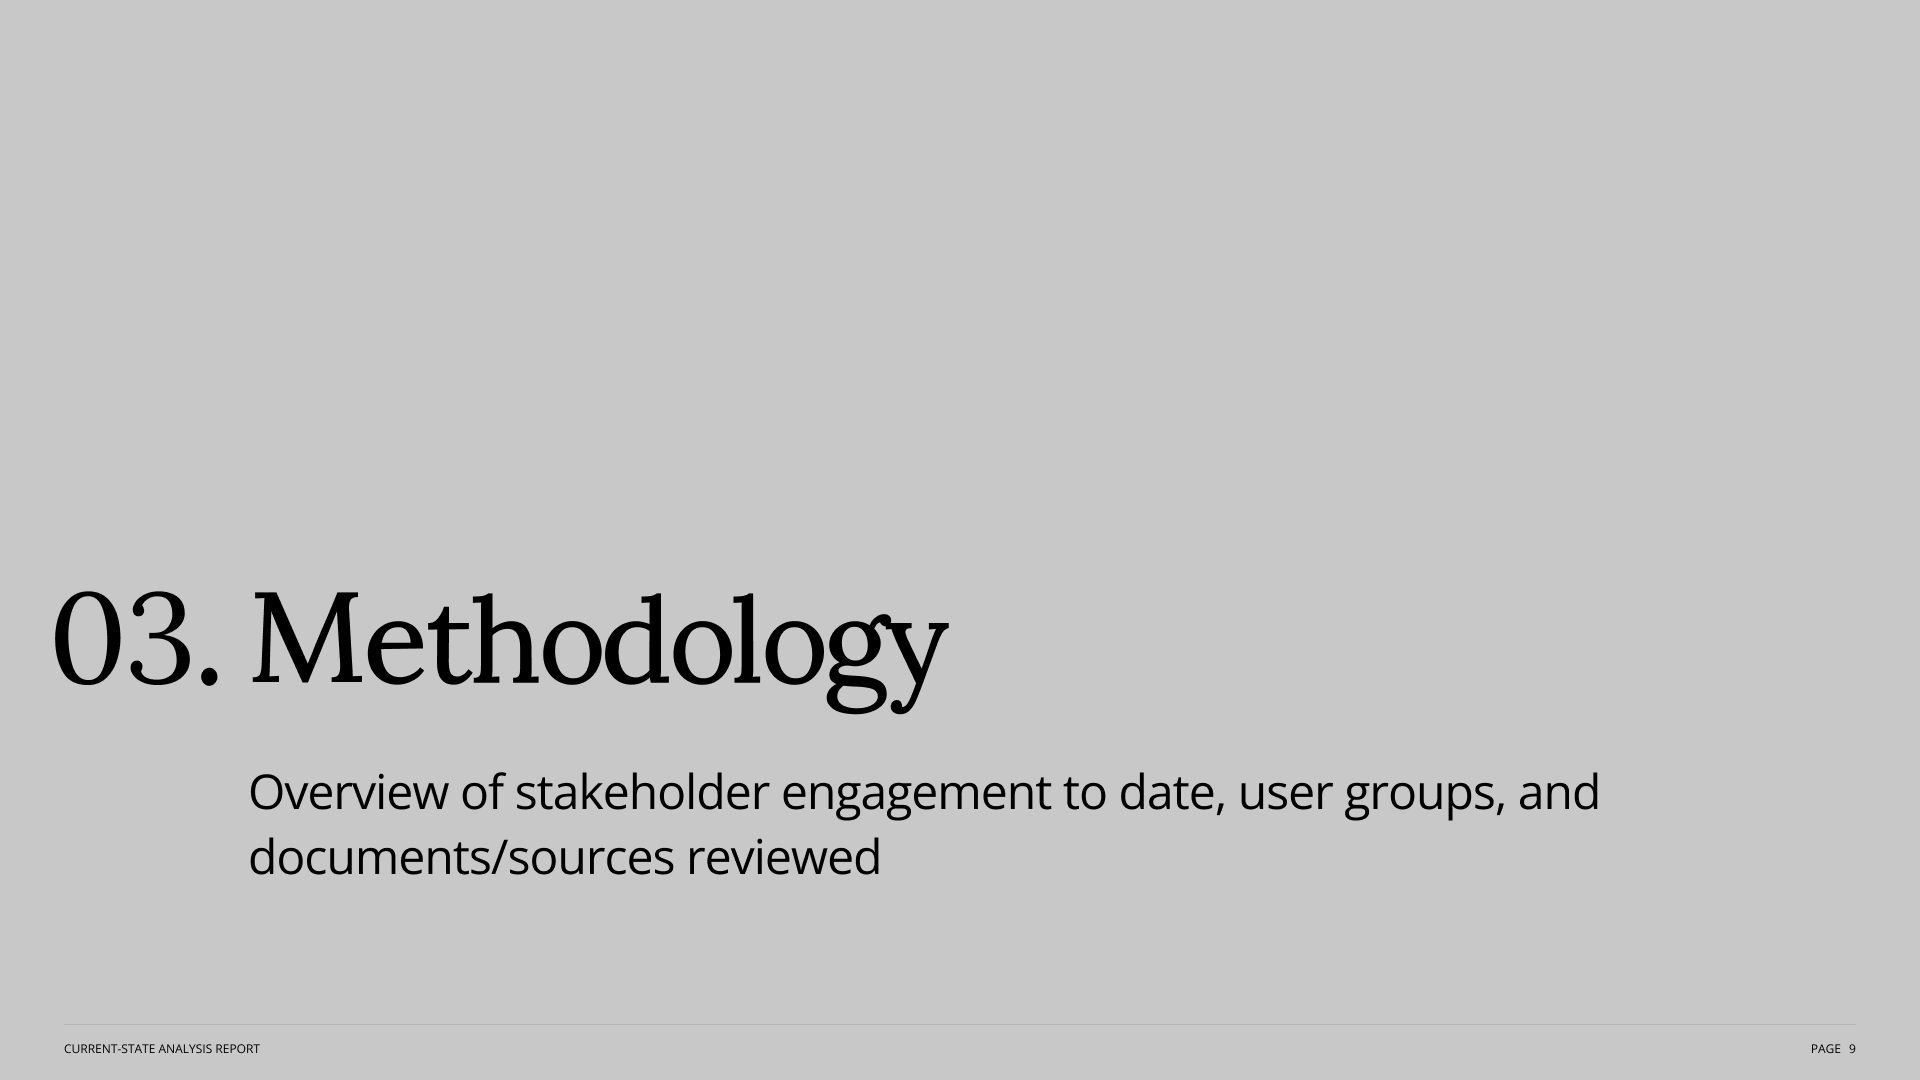 03. Methodology
Overview of stakeholder engagement to date, user groups, and
documents/sources reviewed
CURRENT-STATE ANALYSIS REPORT
PAGE 9